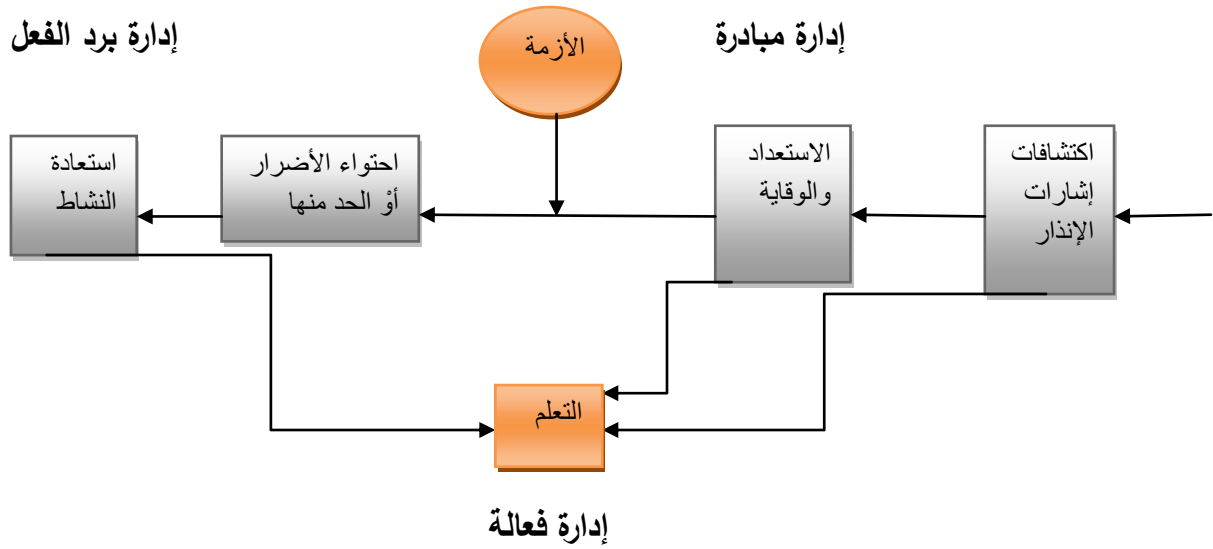 إدارة مبادرة
الأزمة
إدارة برد الفعل
اكتشافات
إشارات
الإنذار
الاستعداد
والوقاية
احتواء الأضرار
أوْ الحد منها
استعادة
النشاط
التعلم
إدارة فعالة